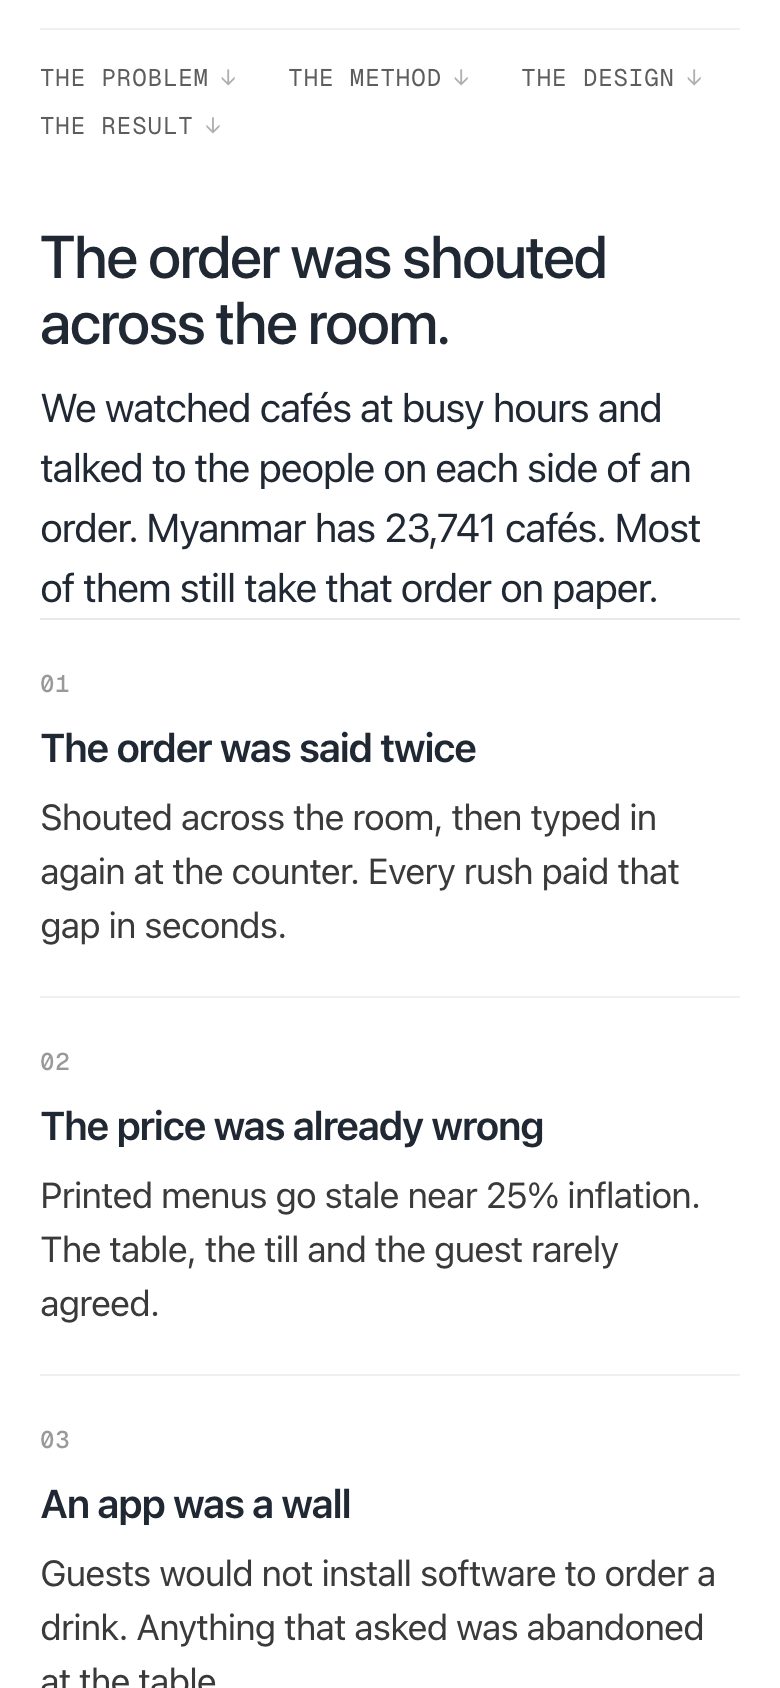 THE PROBLEM ↓ THE METHOD ↓ THE DESIGN ↓
THE RESULT ↓
The order was shouted
across the room.
We watched cafés at busy hours and
talked to the people on each side of an
order. Myanmar has 23,741 cafés. Most
of them still take that order on paper.
01
The order was said twice
Shouted across the room, then typed in
again at the counter. Every rush paid that
gap in seconds.
02
The price was already wrong
Printed menus go stale near 25% inflation.
The table, the till and the guest rarely
agreed.
03
An app was a wall
Guests would not install software to order a
drink. Anything that asked was abandoned
at the table.